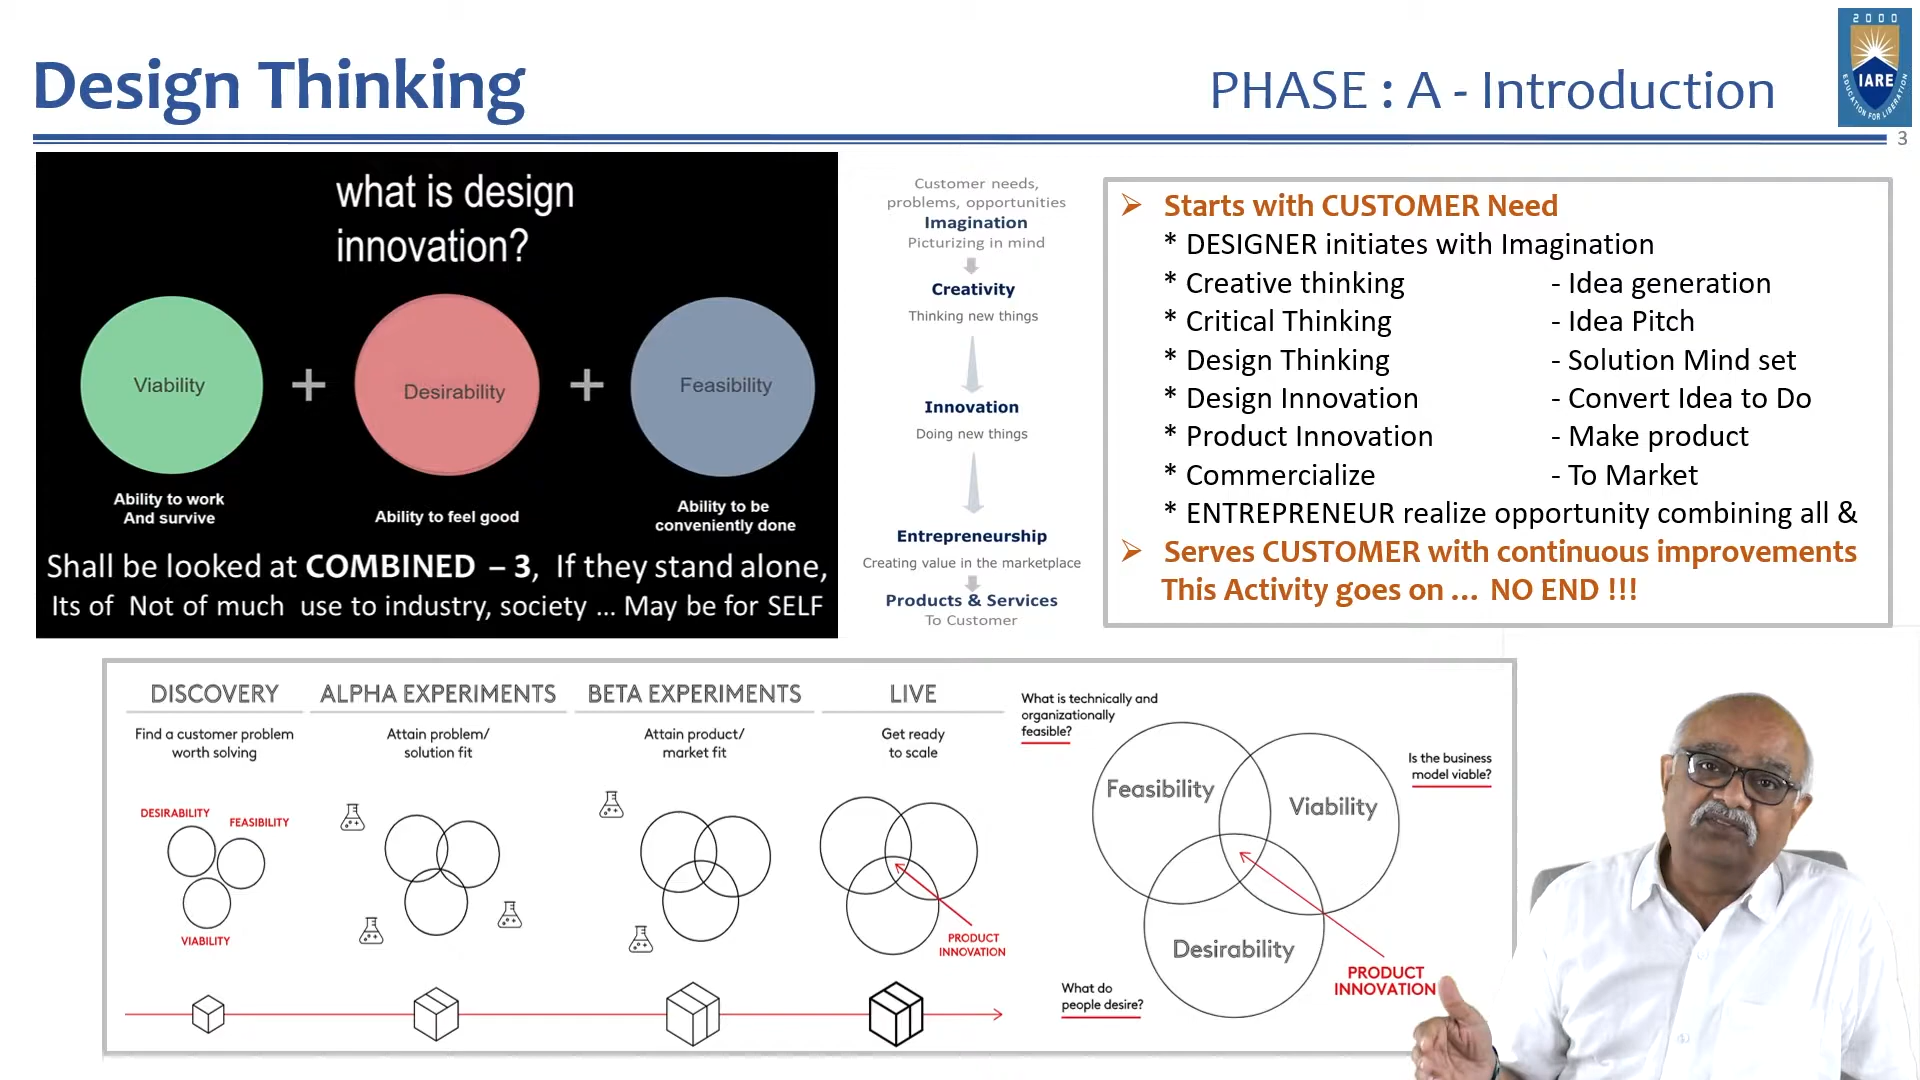 Design Thinking
PHASE : A - Introduction
2000
IARE
EDUCATION FOR LIBERATION
3
what is design
innovation?
Viability
+
Desirability
+
Feasibility
Ability to work
And survive
Ability to feel good
Ability to be
conveniently done
Shall be looked at COMBINED – 3, If they stand alone,
Its of Not of much use to industry, society ... May be for SELF
Customer needs,
problems, opportunities
Imagination
Picturizing in mind
Creativity
Thinking new things
Innovation
Doing new things
Entrepreneurship
Creating value in the marketplace
Products & Services
To Customer
➢ Starts with CUSTOMER Need
* DESIGNER initiates with Imagination
* Creative thinking - Idea generation
* Critical Thinking - Idea Pitch
* Design Thinking - Solution Mind set
* Design Innovation - Convert Idea to Do
* Product Innovation - Make product
* Commercialize - To Market
* ENTREPRENEUR realize opportunity combining all &
➢ Serves CUSTOMER with continuous improvements
This Activity goes on ... NO END !!!
DISCOVERY
Find a customer problem
worth solving
DESIRABILITY
FEASIBILITY
VIABILITY
ALPHA EXPERIMENTS
Attain problem/
solution fit
BETA EXPERIMENTS
Attain product/
market fit
LIVE
Get ready
to scale
PRODUCT
INNOVATION
What is technically and
organizationally
feasible?
Feasibility
Is the business
model viable?
Viability
Desirability
What do
people desire?
PRODUCT
INNOVATION